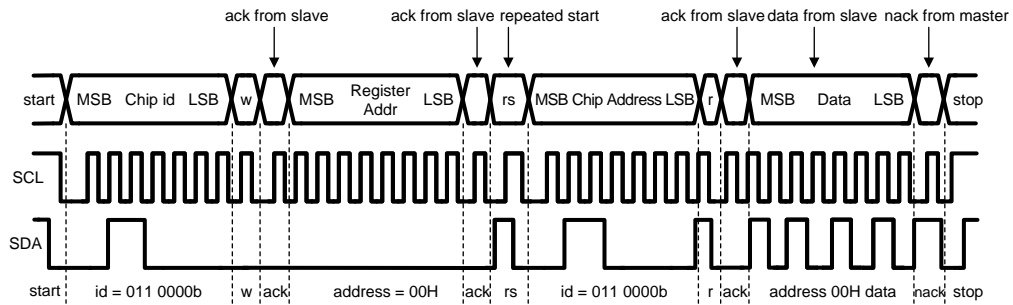 ack from slave ack from slave repeated start ack from slave data from slave nack from master
start MSB Chip id LSB w MSB Register Addr LSB rs MSB Chip Address LSB r MSB Data LSB stop
SCL
SDA
start id = 011 0000b w ack address = 00H ack rs id = 011 0000b r ack address 00H data nack stop